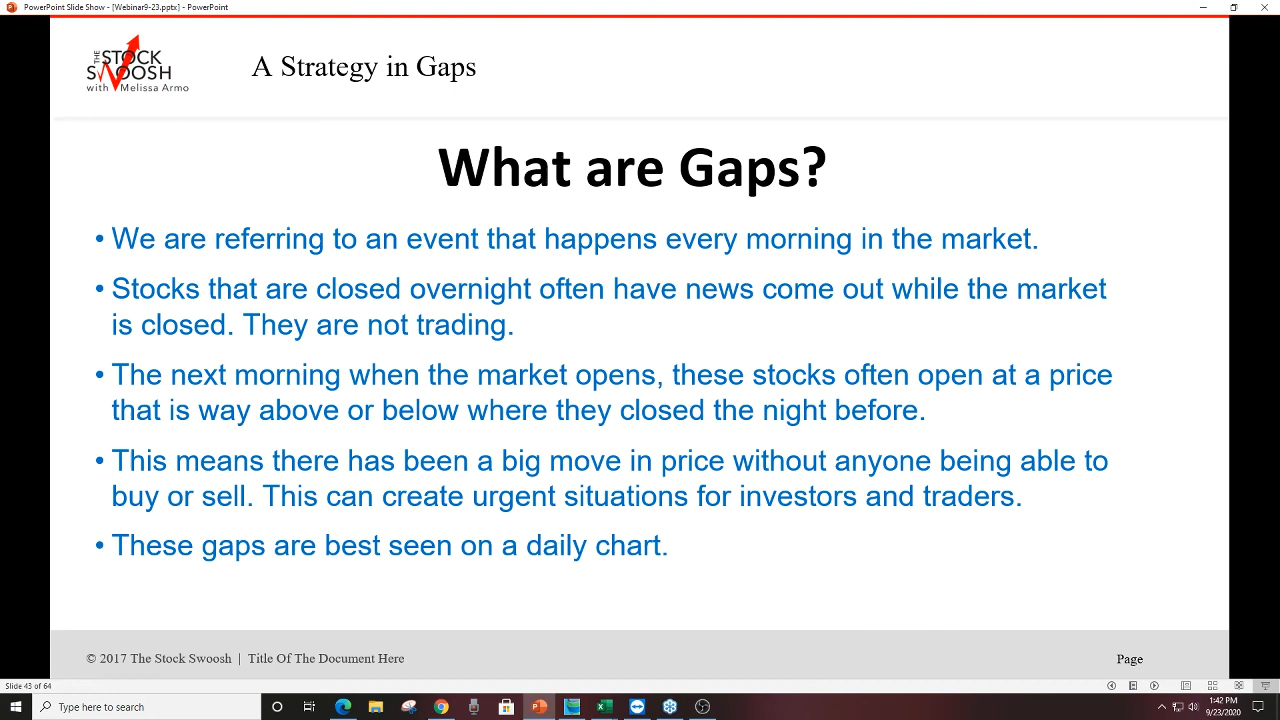 PowerPoint Slide Show - [Webinar9-23.pptx] - PowerPoint
THE
STOCK
SWOOSH
with Melissa Armo
A Strategy in Gaps
What are Gaps?
• We are referring to an event that happens every morning in the market.
• Stocks that are closed overnight often have news come out while the market
is closed. They are not trading.
• The next morning when the market opens, these stocks often open at a price
that is way above or below where they closed the night before.
• This means there has been a big move in price without anyone being able to
buy or sell. This can create urgent situations for investors and traders.
• These gaps are best seen on a daily chart.
© 2017 The Stock Swoosh | Title Of The Document Here
Page
Slide 43 of 64
Type here to search
1:42 PM
9/23/2020